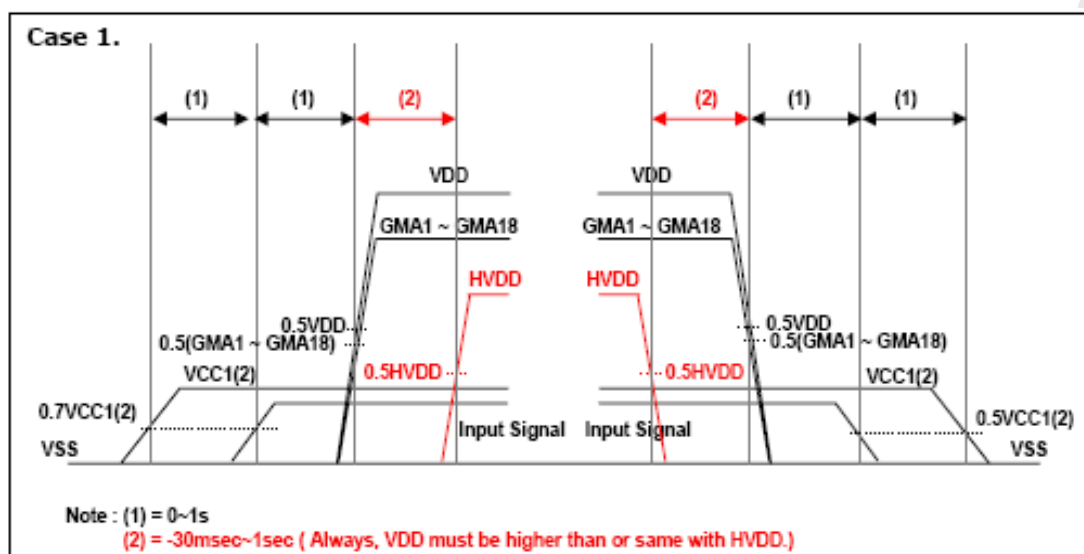 Case 1.
(1) (1) (2) (2) (1) (1)
VDD VDD
GMA1 ~ GMA18 GMA1 ~ GMA18
HVDD HVDD
0.5VDD 0.5VDD
0.5(GMA1 ~ GMA18) 0.5(GMA1 ~ GMA18)
VCC1(2) 0.5HVDD 0.5HVDD VCC1(2)
0.7VCC1(2) 0.5VCC1(2)
Input Signal Input Signal
VSS VSS
Note : (1) = 0~1s
(2) = -30msec~1sec ( Always, VDD must be higher than or same with HVDD.)